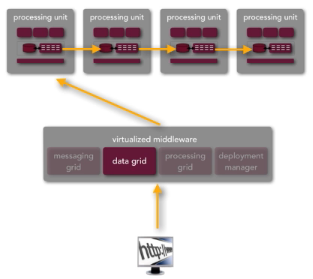 processing unit processing unit processing unit processing unit
virtualized middleware
messaging grid
data grid
processing grid
deployment manager
http://